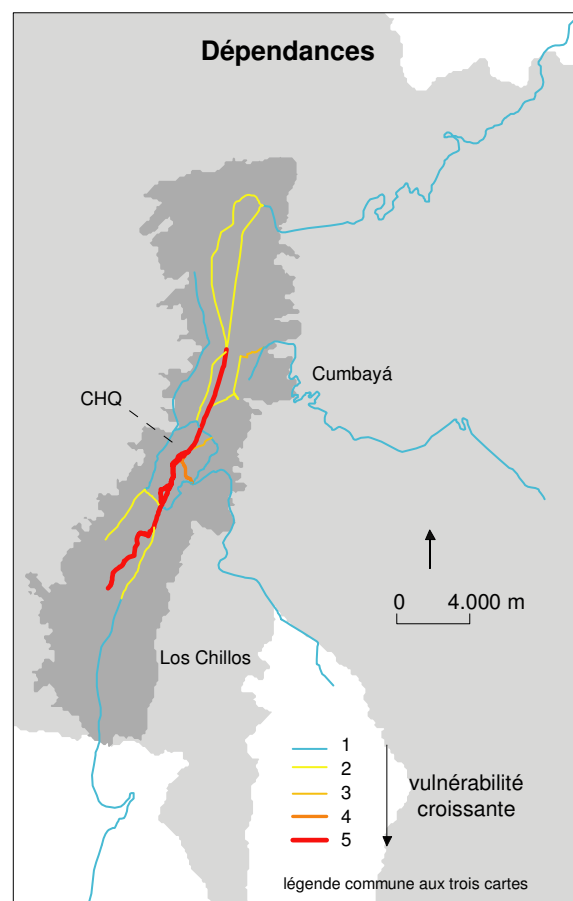 Dépendances
Cumbayá
CHQ
0 4.000 m
Los Chillos
1
2
3
4
5
vulnérabilité
croissante
légende commune aux trois cartes